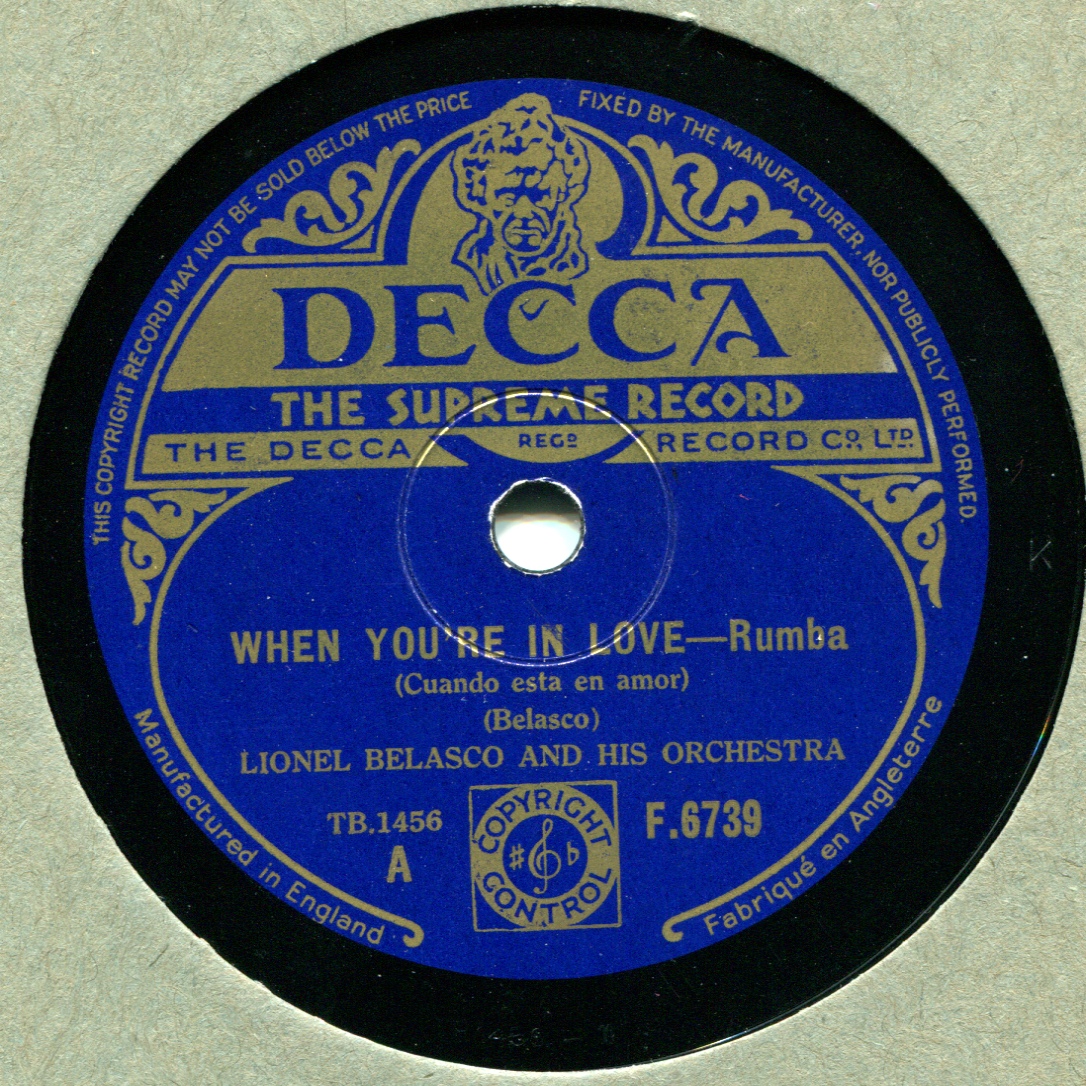 THIS COPYRIGHT RECORD MAY NOT BE SOLD BELOW THE PRICE FIXED BY THE MANUFACTURER, NOR PUBLICLY PERFORMED.
DECCA
THE SUPREME RECORD
THE DECCA REGD RECORD CO., LTD.
WHEN YOU'RE IN LOVE—Rumba
(Cuando esta en amor)
(Belasco)
LIONEL BELASCO AND HIS ORCHESTRA
TB.1456 F.6739
A
COPYRIGHT
CONTROL
Manufactured in England
Fabriqué en Angleterre
K